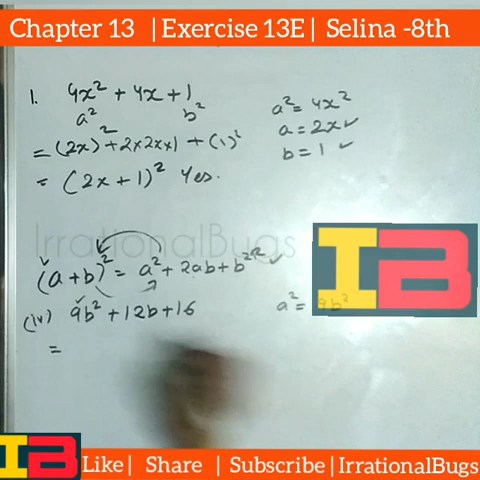 Chapter 13 | Exercise 13E | Selina -8th
1. 4x² + 4x + 1
a² b²
a² = 4x²
= (2x)² + 2×2x×1 + (1)²
a = 2x ✓
b = 1 ✓
= (2x + 1)² Yes.
IrrationalBugs
(a + b)² = a² + 2ab + b²
(iv) 9b² + 12b + 16
a² = 9b²
=
IB
IB
Like | Share | Subscribe | IrrationalBugs